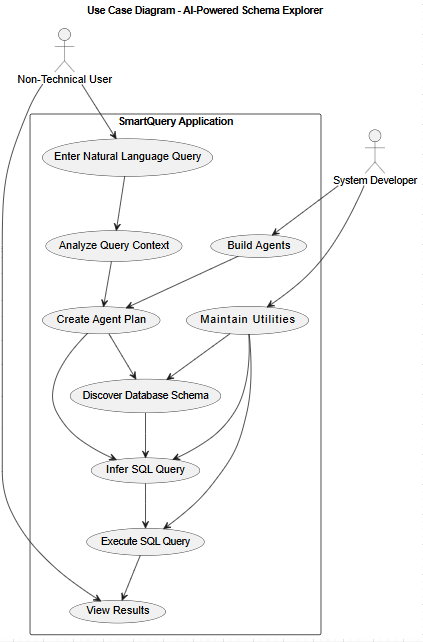 Use Case Diagram - AI-Powered Schema Explorer
Non-Technical User
SmartQuery Application
Enter Natural Language Query
System Developer
Analyze Query Context
Build Agents
Create Agent Plan
Maintain Utilities
Discover Database Schema
Infer SQL Query
Execute SQL Query
View Results